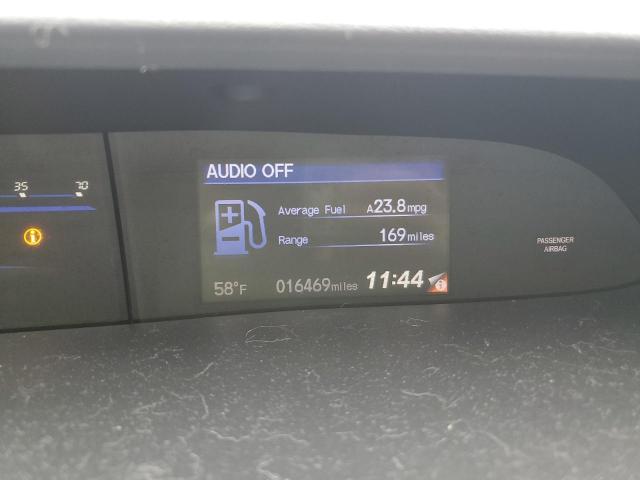 AUDIO OFF
35 70
Average Fuel A23.8mpg
Range 169miles
PASSENGER
AIRBAG
58°F 016469miles 11:44